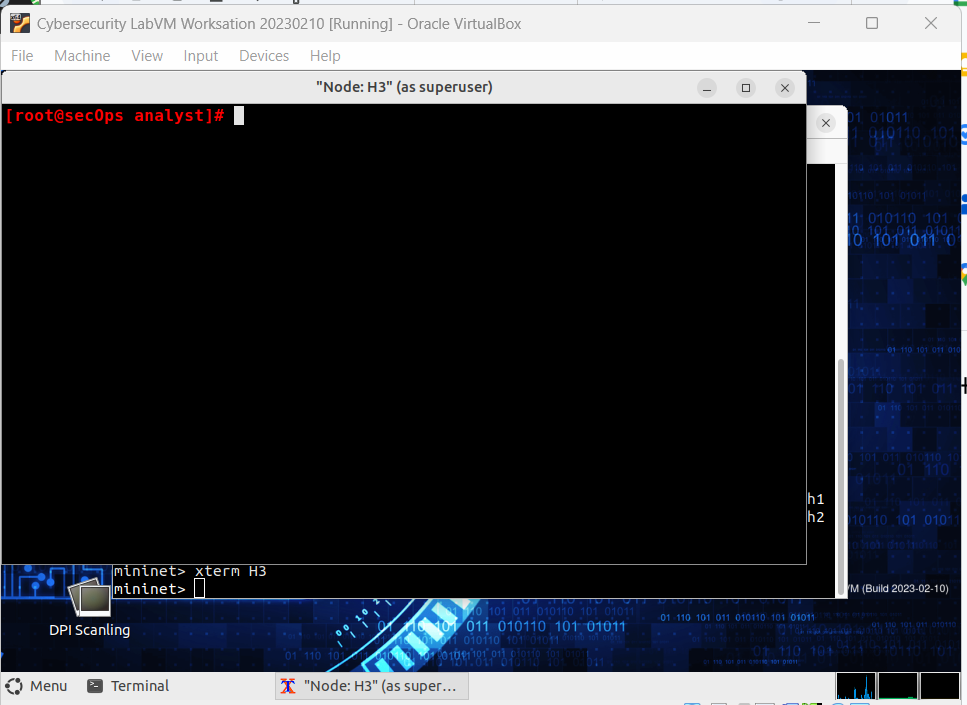 Cybersecurity LabVM Worksation 20230210 [Running] - Oracle VirtualBox
File Machine View Input Devices Help
"Node: H3" (as superuser)
[root@secOps analyst]#
h1
h2
mininet> xterm H3
mininet>
VM (Build 2023-02-10)
DPI Scanling
Menu Terminal "Node: H3" (as super...